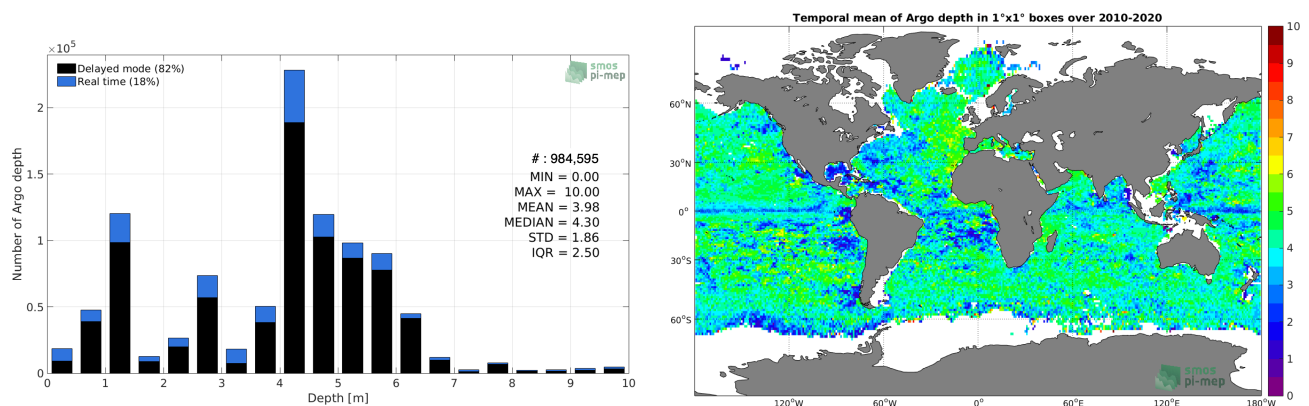 ×10⁵
Delayed mode (82%)
Real time (18%)
smos
pi-mep
2
1.5
1
0.5
0
Number of Argo depth
# : 984,595
MIN = 0.00
MAX = 10.00
MEAN = 3.98
MEDIAN = 4.30
STD = 1.86
IQR = 2.50
0 1 2 3 4 5 6 7 8 9 10
Depth [m]
Temporal mean of Argo depth in 1°x1° boxes over 2010-2020
60°N
30°N
0°
30°S
60°S
120°W 60°W 0° 60°E 120°E 180°W
smos
pi-mep
10
9
8
7
6
5
4
3
2
1
0